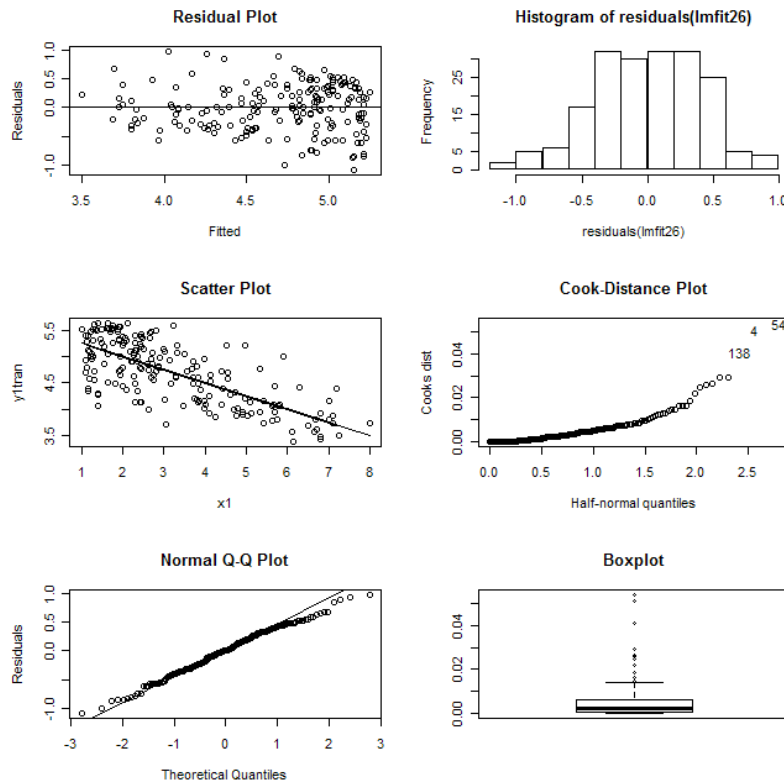 Residual Plot
Residuals
-1.0 0.0 0.5 1.0
3.5 4.0 4.5 5.0
Fitted
Histogram of residuals(lmfit26)
Frequency
0 5 15 25
-1.0 -0.5 0.0 0.5 1.0
residuals(lmfit26)
Scatter Plot
y1tran
3.5 4.5 5.5
1 2 3 4 5 6 7 8
x1
Cook-Distance Plot
Cooks dist
0.00 0.02 0.04
54
4
138
0.0 0.5 1.0 1.5 2.0 2.5
Half-normal quantiles
Normal Q-Q Plot
Residuals
-1.0 0.0 0.5 1.0
-3 -2 -1 0 1 2 3
Theoretical Quantiles
Boxplot
0.00 0.02 0.04